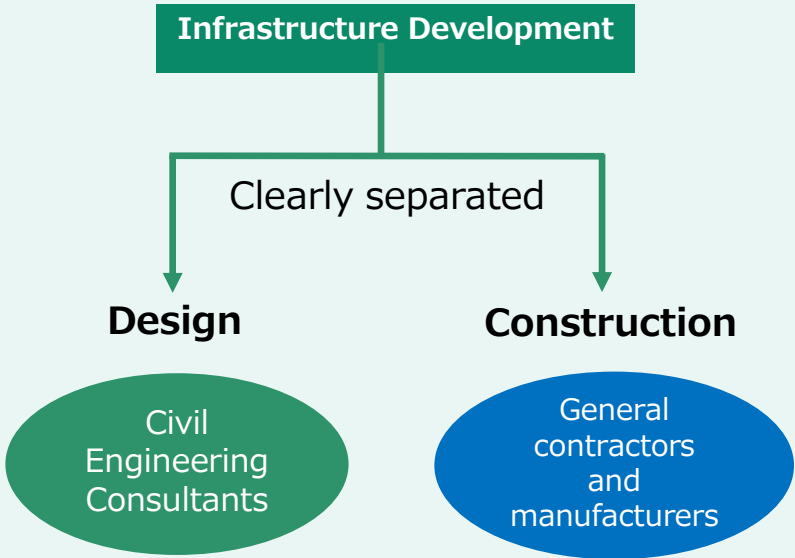 Infrastructure Development
Clearly separated
Design
Construction
Civil
Engineering
Consultants
General
contractors
and
manufacturers